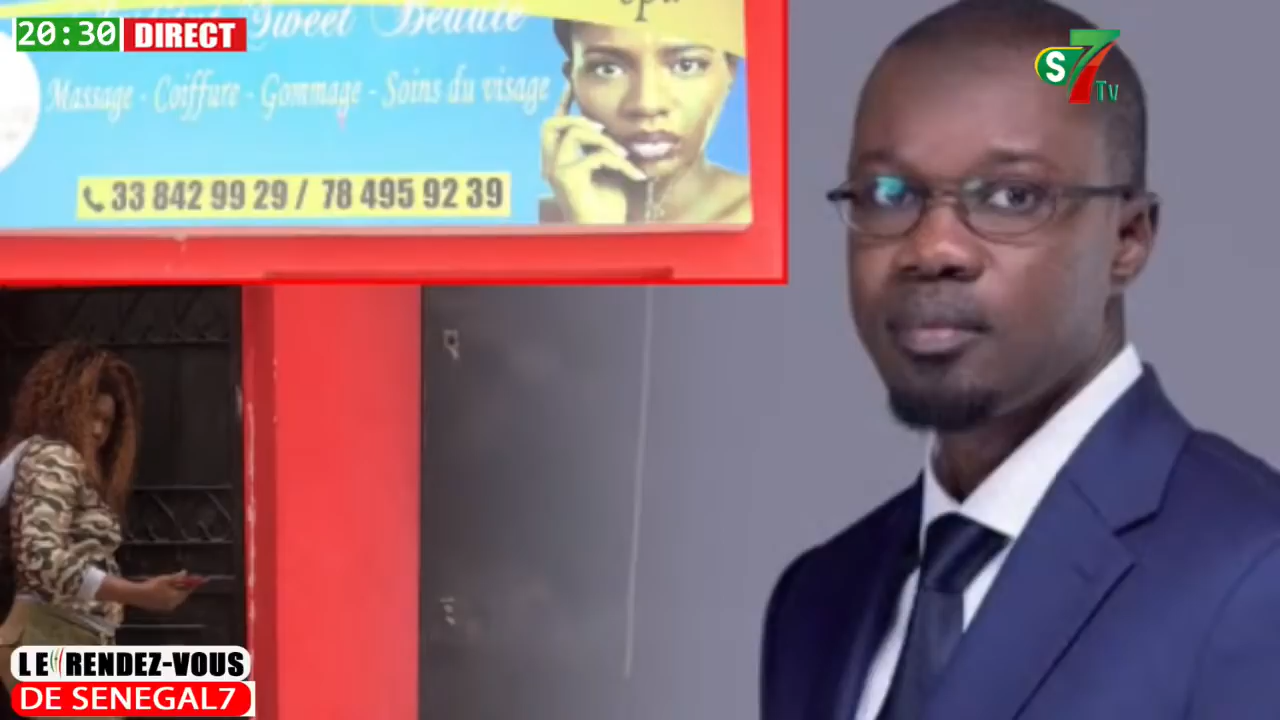 20:30 DIRECT
Sweet Beauté
Massage - Coiffure - Gommage - Soins du visage
33 842 99 29 / 78 495 92 39
S7 TV
LE RENDEZ-VOUS
DE SENEGAL7